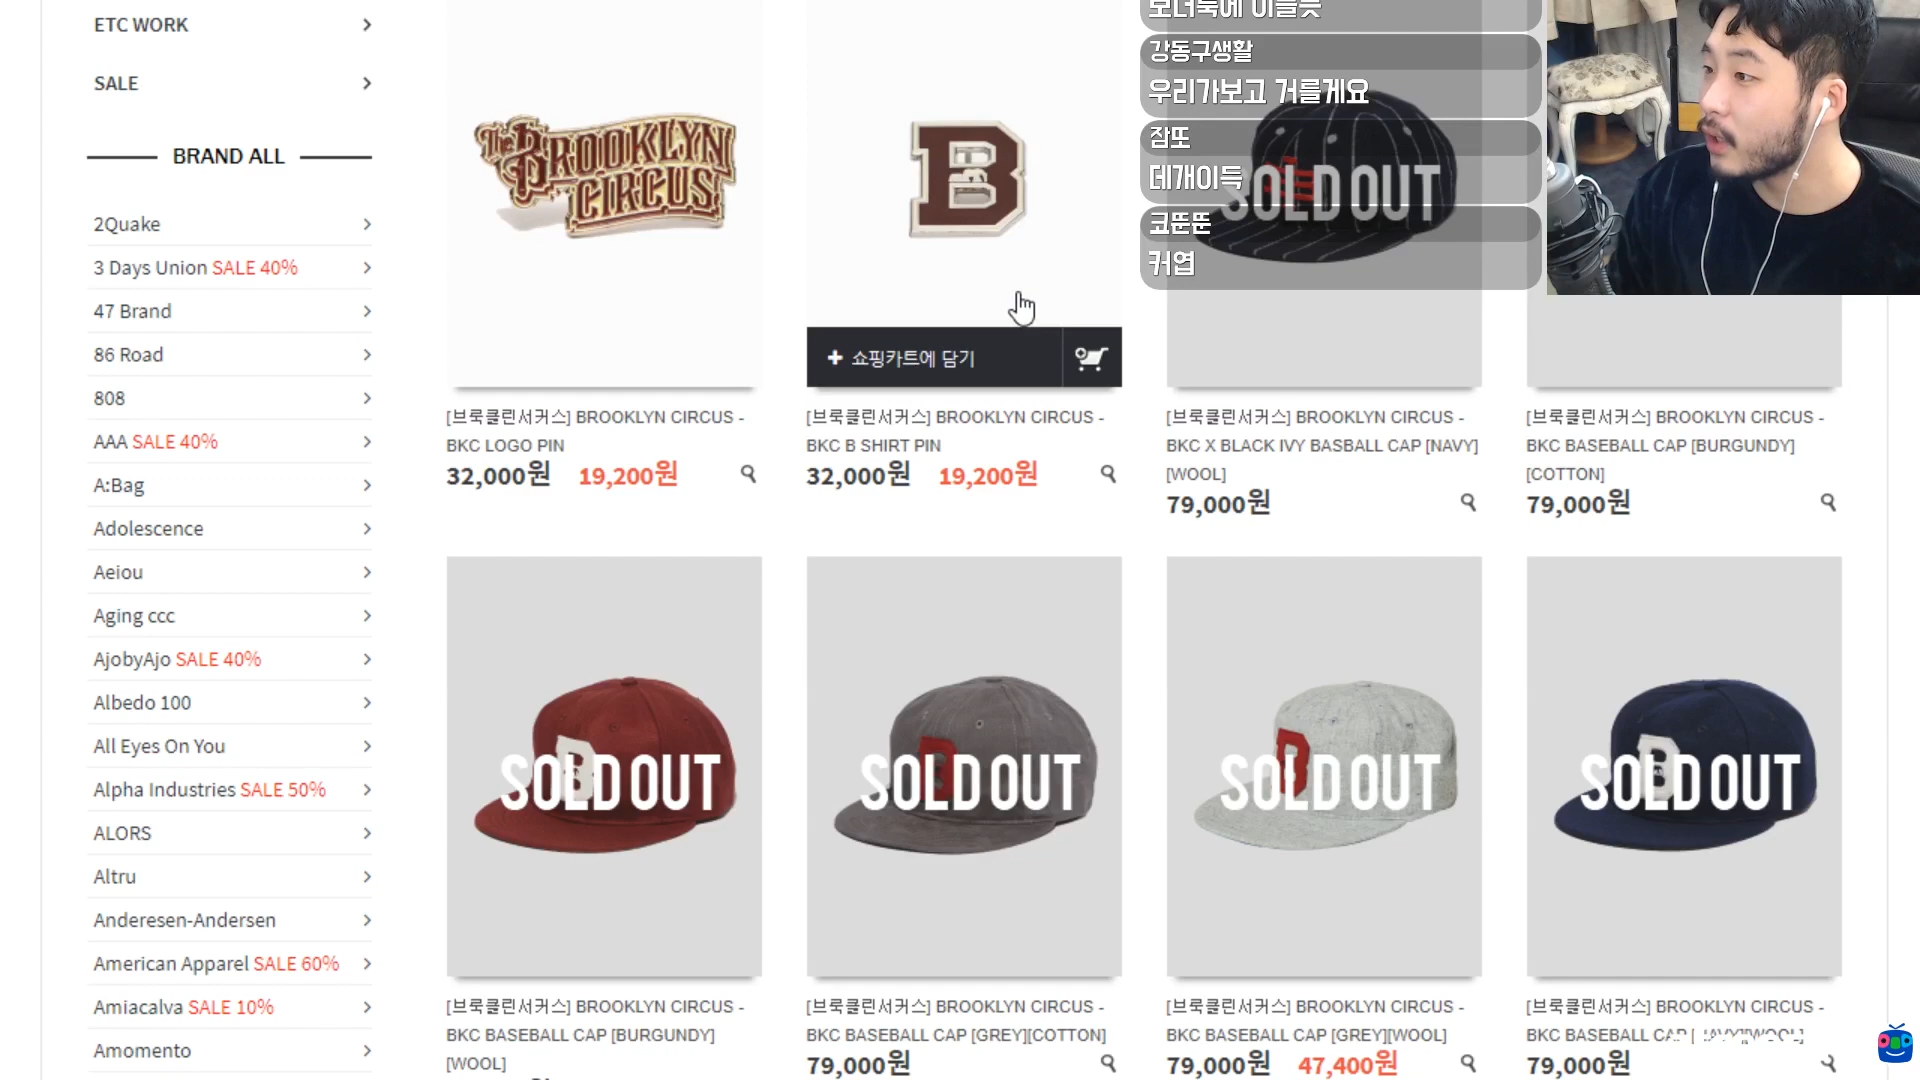 ETC WORK
SALE
BRAND ALL
2Quake
3 Days Union SALE 40%
47 Brand
86 Road
808
AAA SALE 40%
A:Bag
Adolescence
Aeiou
Aging ccc
AjobyAjo SALE 40%
Albedo 100
All Eyes On You
Alpha Industries SALE 50%
ALORS
Altru
Anderesen-Andersen
American Apparel SALE 60%
Amiacalva SALE 10%
Amomento
The BROOKLYN
CIRCUS
B
쇼핑카트에 담기
강동구생활
우리가보고 거를게요
잠또
데개이득
코뚠뚠
커엽
SOLD OUT
[브룩클린서커스] BROOKLYN CIRCUS -
BKC LOGO PIN
32,000원 19,200원
[브룩클린서커스] BROOKLYN CIRCUS -
BKC B SHIRT PIN
32,000원 19,200원
[브룩클린서커스] BROOKLYN CIRCUS -
BKC X BLACK IVY BASBALL CAP [NAVY]
[WOOL]
79,000원
[브룩클린서커스] BROOKLYN CIRCUS -
BKC BASEBALL CAP [BURGUNDY]
[COTTON]
79,000원
SOLD OUT
SOLD OUT
SOLD OUT
SOLD OUT
[브룩클린서커스] BROOKLYN CIRCUS -
BKC BASEBALL CAP [BURGUNDY]
[WOOL]
[브룩클린서커스] BROOKLYN CIRCUS -
BKC BASEBALL CAP [GREY][COTTON]
79,000원
[브룩클린서커스] BROOKLYN CIRCUS -
BKC BASEBALL CAP [GREY][WOOL]
79,000원 47,400원
[브룩클린서커스] BROOKLYN CIRCUS -
BKC BASEBALL CAP [NAVY][WOOL]
79,000원